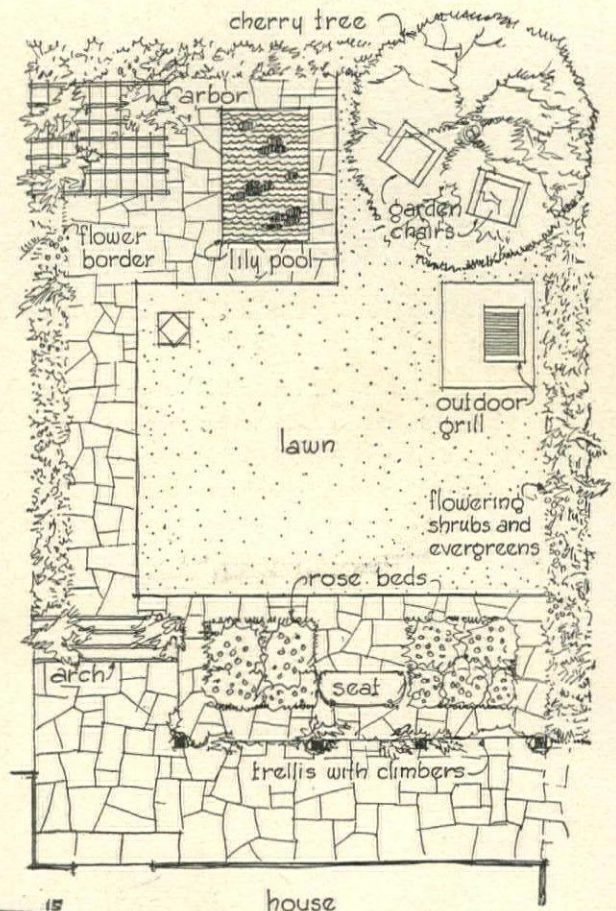 cherry tree
arbor
garden
chairs
flower
border
lily pool
outdoor
grill
lawn
flowering
shrubs and
evergreens
rose beds
arch
seat
trellis with climbers
15
house